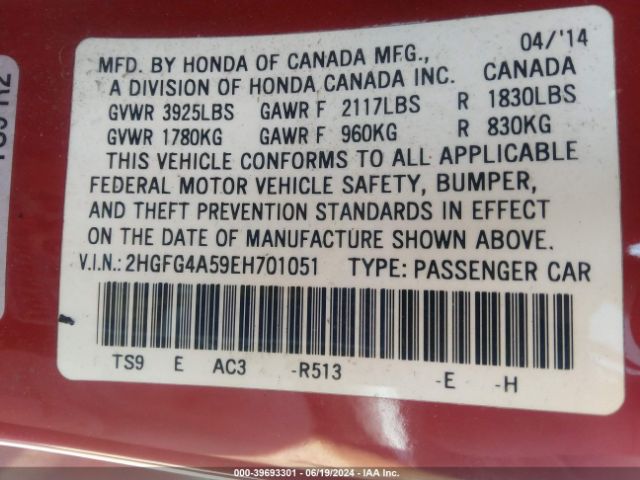 MFD. BY HONDA OF CANADA MFG., 04/'14
A DIVISION OF HONDA CANADA INC. CANADA
GVWR 3925LBS GAWR F 2117LBS R 1830LBS
GVWR 1780KG GAWR F 960KG R 830KG
THIS VEHICLE CONFORMS TO ALL APPLICABLE
FEDERAL MOTOR VEHICLE SAFETY, BUMPER,
AND THEFT PREVENTION STANDARDS IN EFFECT
ON THE DATE OF MANUFACTURE SHOWN ABOVE.
V.I.N.: 2HGFG4A59EH701051 TYPE: PASSENGER CAR
TS9 E AC3 -R513 -E -H
000-39693301 - 06/19/2024 - IAA Inc.